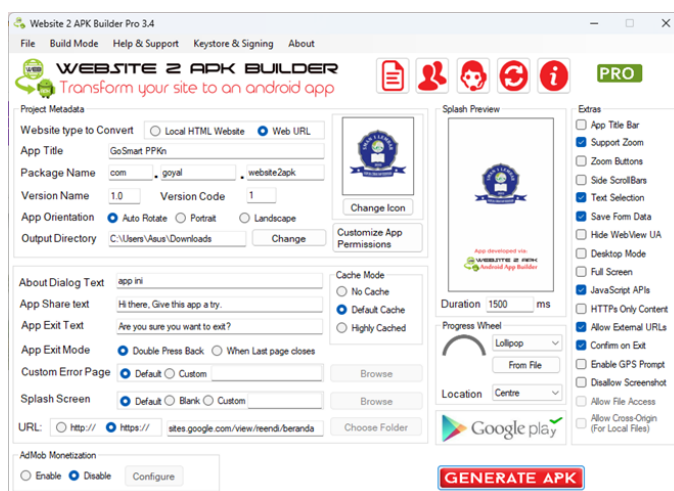 Website 2 APK Builder Pro 3.4
File Build Mode Help & Support Keystore & Signing About
WEBSITE 2 APK BUILDER
Transform your site to an android app
PRO
Project Metadata
Website type to Convert Local HTML Website Web URL
App Title GoSmart PPKn
Package Name com . goyal . website2apk
Version Name 1.0 Version Code 1
App Orientation Auto Rotate Portrait Landscape
Output Directory C:\Users\Asus\Downloads Change
Change Icon
Customize App
Permissions
About Dialog Text app ini
App Share text Hi there, Give this app a try.
App Exit Text Are you sure you want to exit?
App Exit Mode Double Press Back When Last page closes
Custom Error Page Default Custom Browse
Splash Screen Default Blank Custom Browse
URL: http:// https:// sites.google.com/view/reendi/beranda Choose Folder
Cache Mode
No Cache
Default Cache
Highly Cached
AdMob Monetization
Enable Disable Configure
Splash Preview
App developed via:
WEBSITE 2 APK
Android App Builder
Duration 1500 ms
Progress Wheel
Lollipop
From File
Location Centre
Google play
GENERATE APK
Extras
App Title Bar
Support Zoom
Zoom Buttons
Side ScrollBars
Text Selection
Save Form Data
Hide WebView UA
Desktop Mode
Full Screen
JavaScript APIs
HTTPs Only Content
Allow External URLs
Confirm on Exit
Enable GPS Prompt
Disallow Screenshot
Allow File Access
Allow Cross-Origin
(For Local Files)